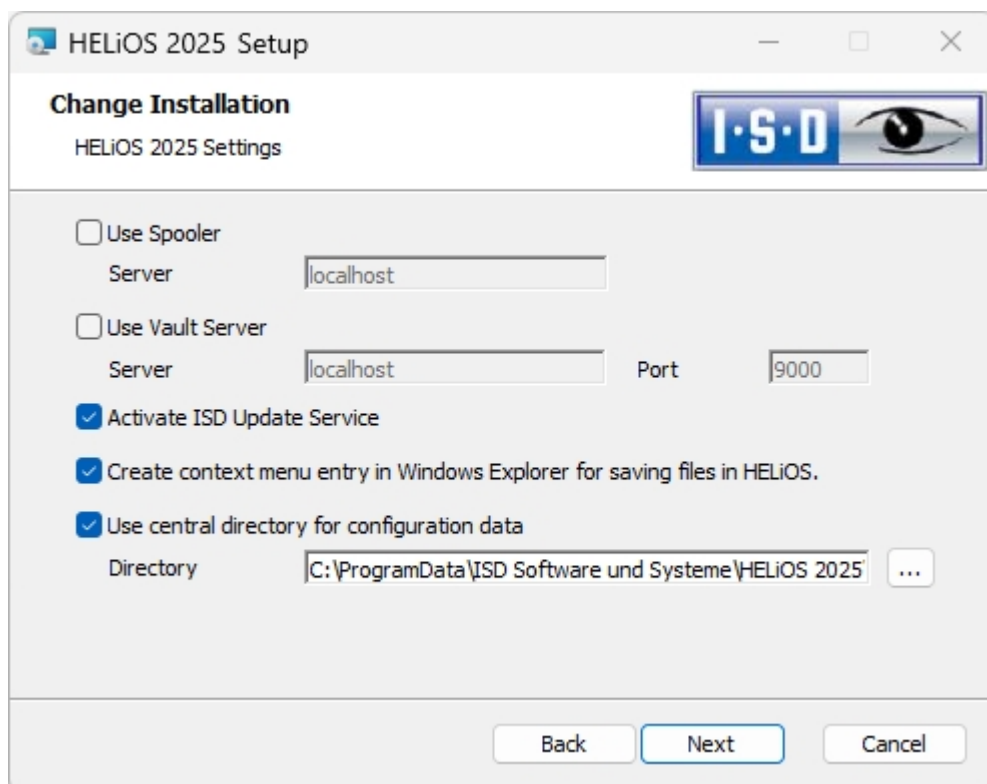 HELiOS 2025 Setup
Change Installation
HELiOS 2025 Settings
I·S·D
Use Spooler
Server localhost
Use Vault Server
Server localhost Port 9000
Activate ISD Update Service
Create context menu entry in Windows Explorer for saving files in HELiOS.
Use central directory for configuration data
Directory C:\ProgramData\ISD Software und Systeme\HELiOS 2025 ...
Back Next Cancel